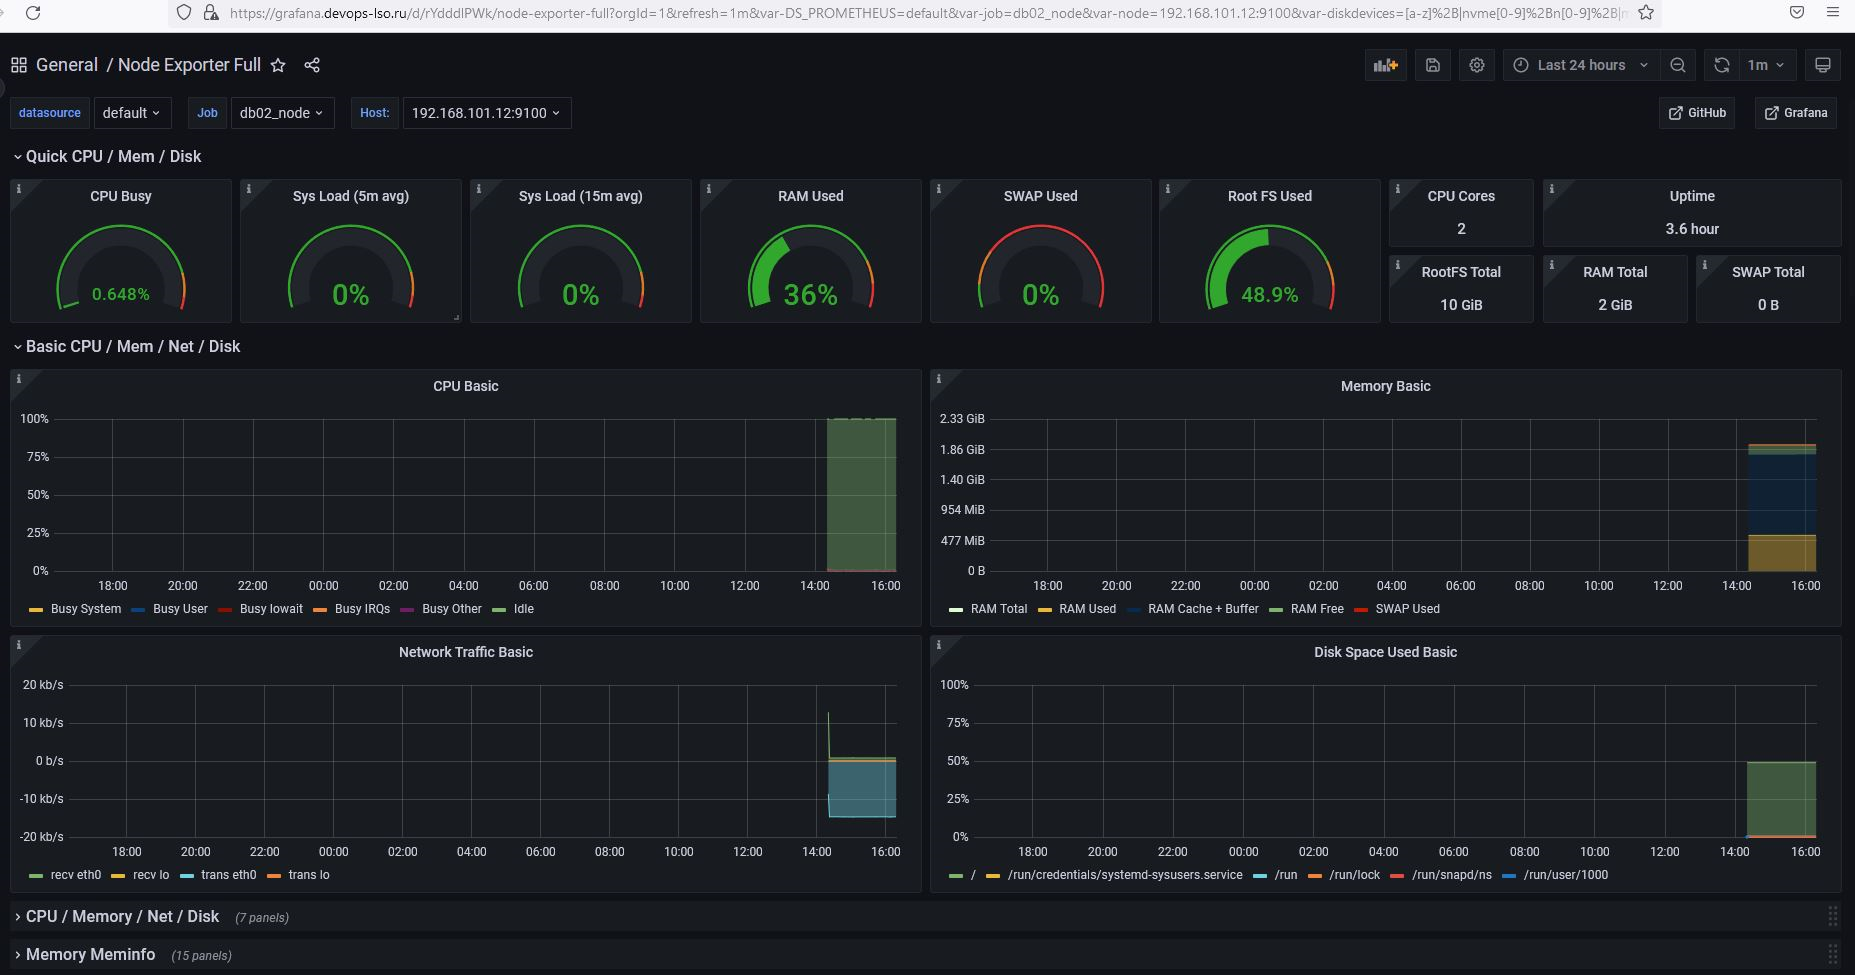 https://grafana.devops-lso.ru/d/rYdddlPWk/node-exporter-full?orgId=1&refresh=1m&var-DS_PROMETHEUS=default&var-job=db02_node&var-node=192.168.101.12:9100&var-diskdevices=[a-z]%2B|nvme[0-9]%2Bn[0-9]%2B|
General / Node Exporter Full
Last 24 hours 1m
datasource default Job db02_node Host: 192.168.101.12:9100 GitHub Grafana
Quick CPU / Mem / Disk
CPU Busy Sys Load (5m avg) Sys Load (15m avg) RAM Used SWAP Used Root FS Used CPU Cores Uptime
2 3.6 hour
RootFS Total RAM Total SWAP Total
0.648% 0% 0% 36% 0% 48.9% 10 GiB 2 GiB 0 B
Basic CPU / Mem / Net / Disk
CPU Basic
100%
75%
50%
25%
0%
18:00 20:00 22:00 00:00 02:00 04:00 06:00 08:00 10:00 12:00 14:00 16:00
Busy System Busy User Busy Iowait Busy IRQs Busy Other Idle
Memory Basic
2.33 GiB
1.86 GiB
1.40 GiB
954 MiB
477 MiB
0 B
18:00 20:00 22:00 00:00 02:00 04:00 06:00 08:00 10:00 12:00 14:00 16:00
RAM Total RAM Used RAM Cache + Buffer RAM Free SWAP Used
Network Traffic Basic
20 kb/s
10 kb/s
0 b/s
-10 kb/s
-20 kb/s
18:00 20:00 22:00 00:00 02:00 04:00 06:00 08:00 10:00 12:00 14:00 16:00
recv eth0 recv lo trans eth0 trans lo
Disk Space Used Basic
100%
75%
50%
25%
0%
18:00 20:00 22:00 00:00 02:00 04:00 06:00 08:00 10:00 12:00 14:00 16:00
/ /run/credentials/systemd-sysusers.service /run /run/lock /run/snapd/ns /run/user/1000
CPU / Memory / Net / Disk (7 panels)
Memory Meminfo (15 panels)